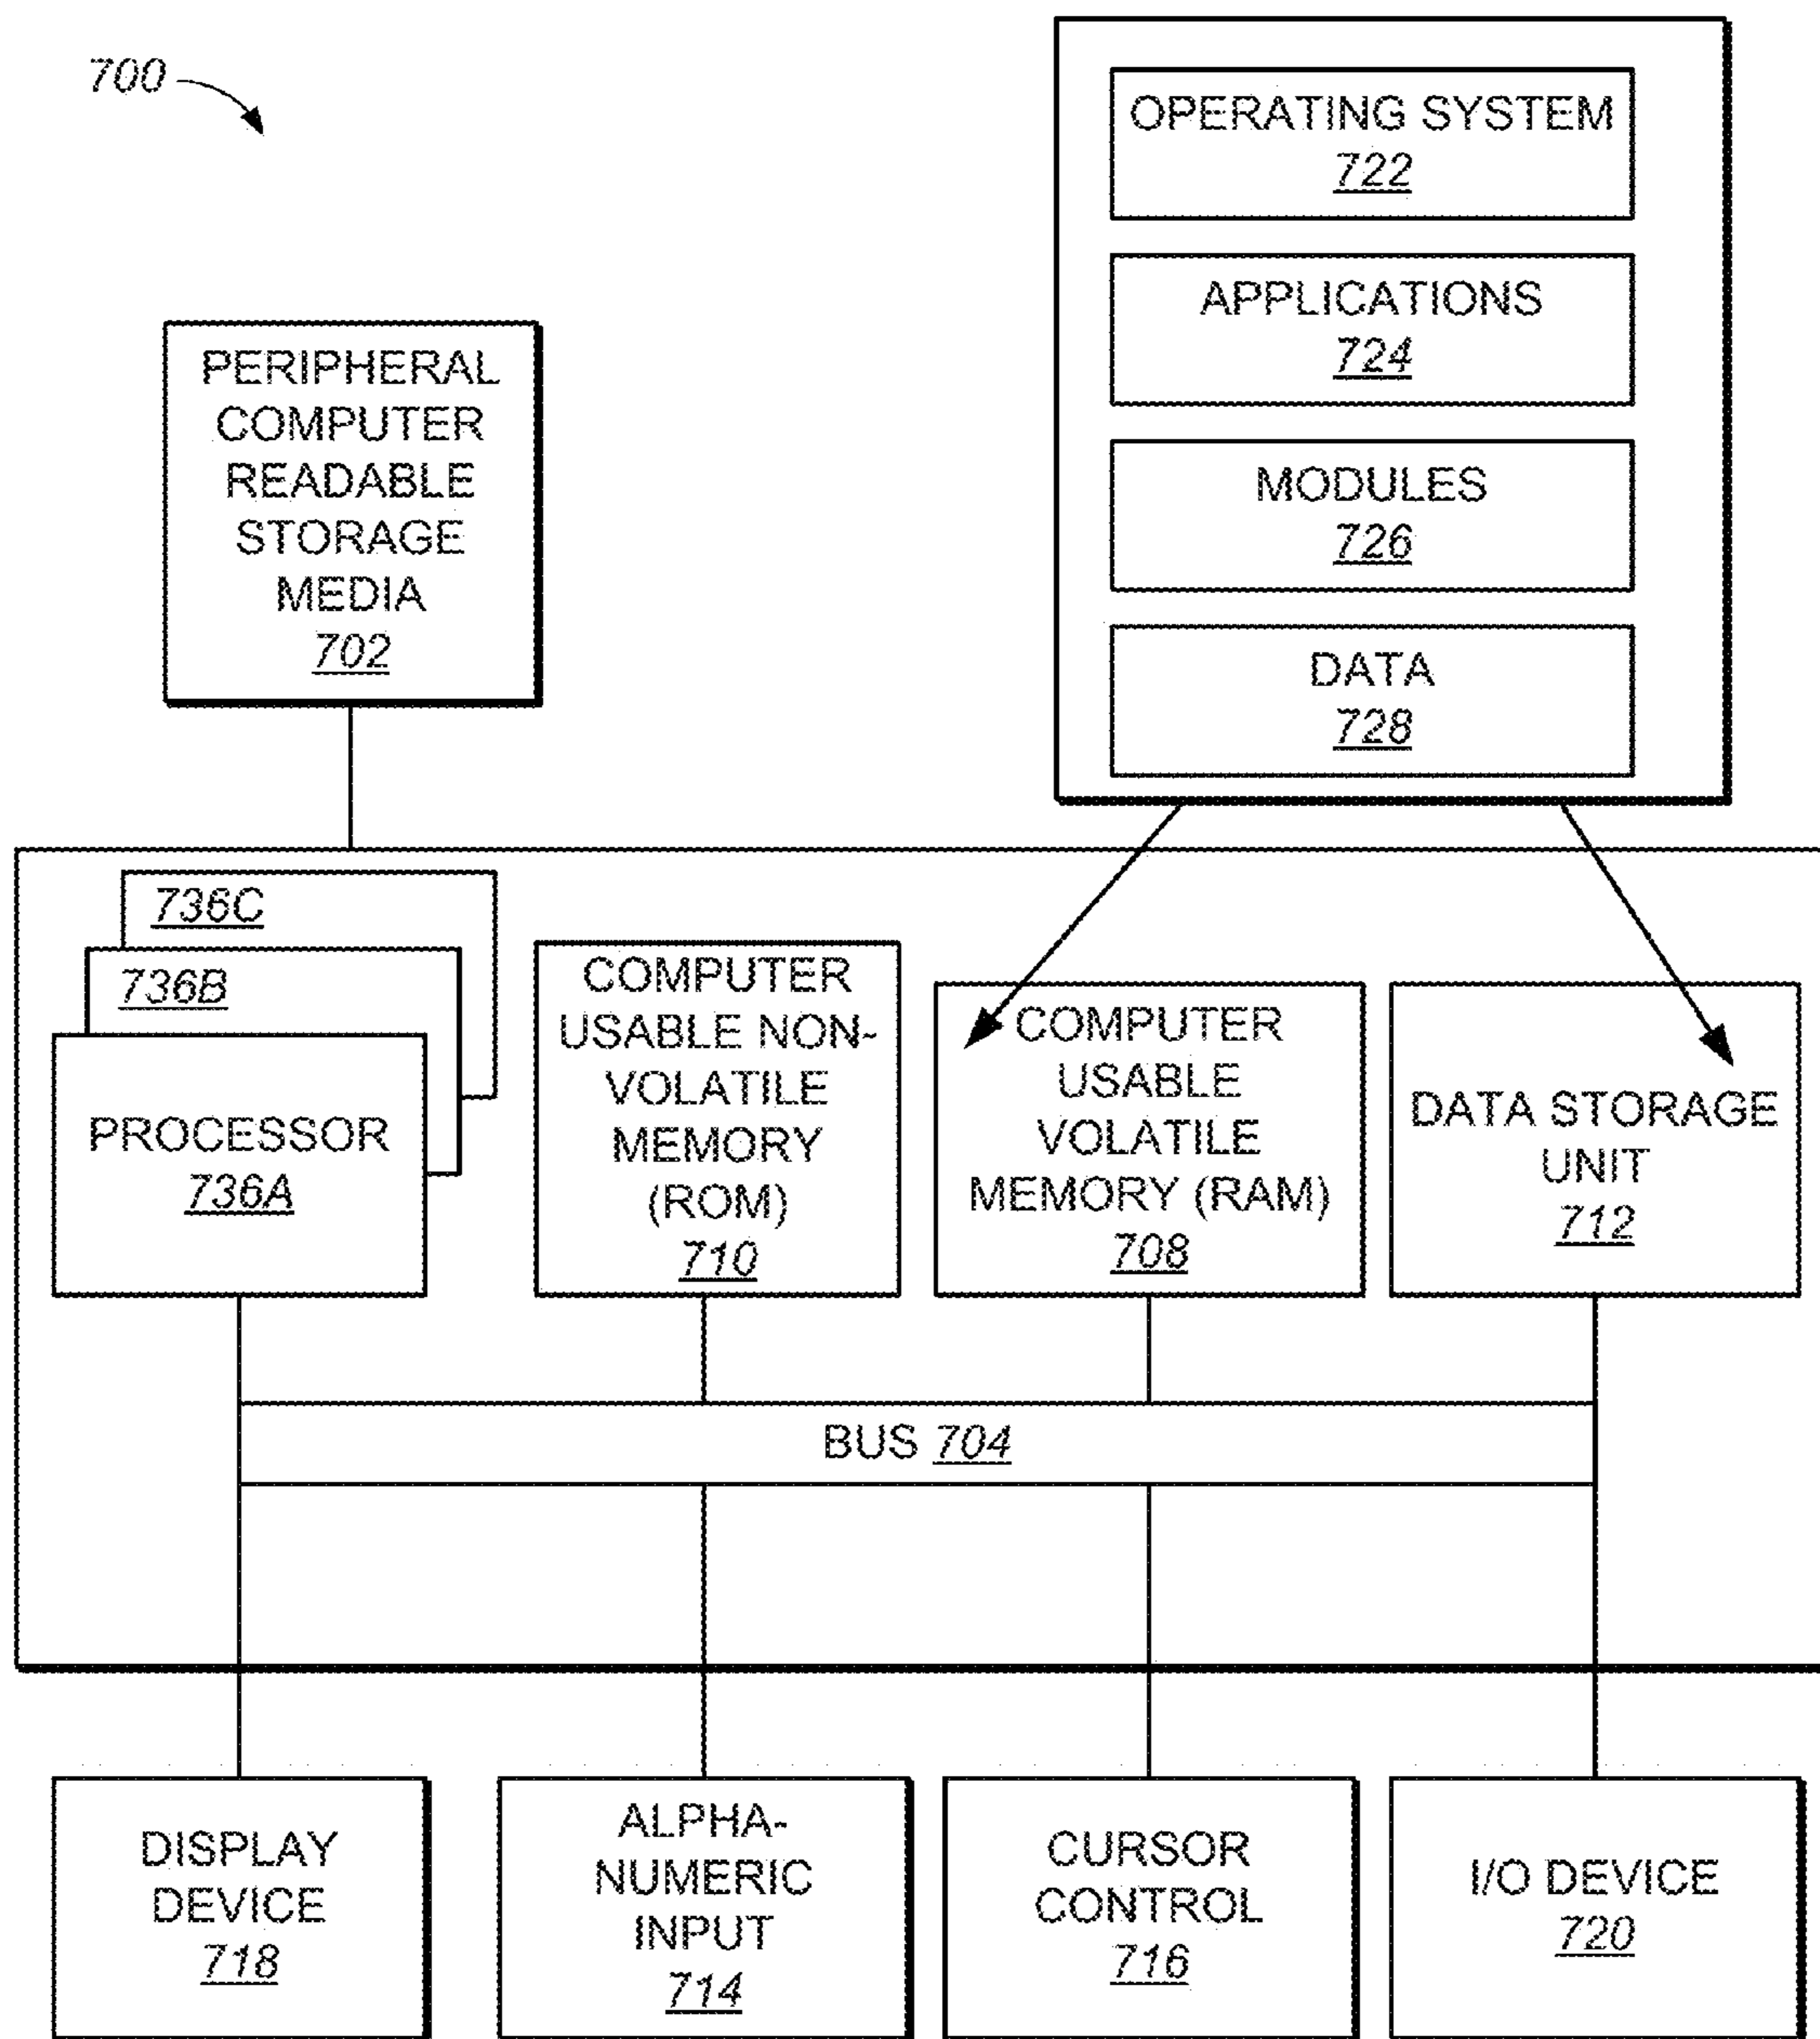 700
OPERATING SYSTEM
722
APPLICATIONS
724
MODULES
726
DATA
728
PERIPHERAL
COMPUTER
READABLE
STORAGE
MEDIA
702
736C
736B
PROCESSOR
736A
COMPUTER
USABLE NON-
VOLATILE
MEMORY
(ROM)
710
COMPUTER
USABLE
VOLATILE
MEMORY (RAM)
708
DATA STORAGE
UNIT
712
BUS 704
DISPLAY
DEVICE
718
ALPHA-
NUMERIC
INPUT
714
CURSOR
CONTROL
716
I/O DEVICE
720